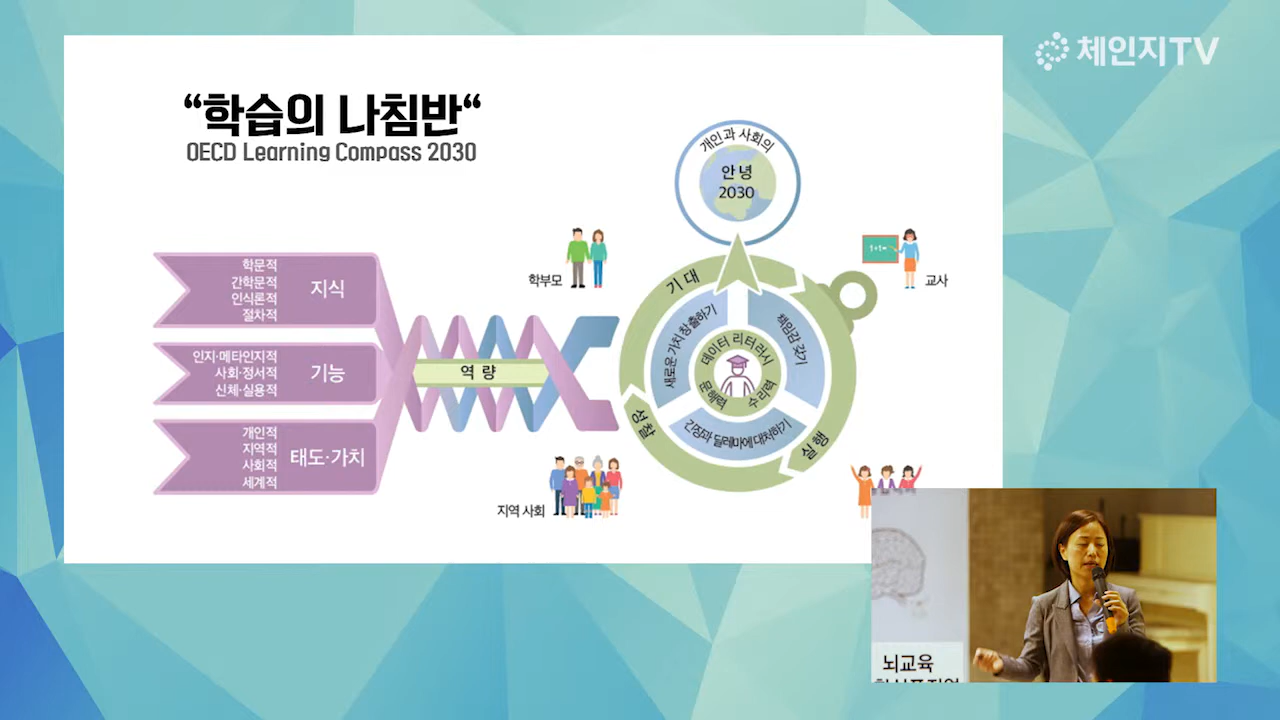 체인지TV
“학습의 나침반“
OECD Learning Compass 2030
개인과 사회의
안녕
2030
학부모
교사
학문적
간학문적
인식론적
절차적
지식
인지·메타인지적
사회·정서적
신체·실용적
기능
개인적
지역적
사회적
세계적
태도·가치
역량
기대
실행
성찰
새로운 가치 창출하기
책임감 갖기
긴장과 딜레마에 대처하기
데이터 리터러시
문해력
수리력
지역 사회
뇌교육